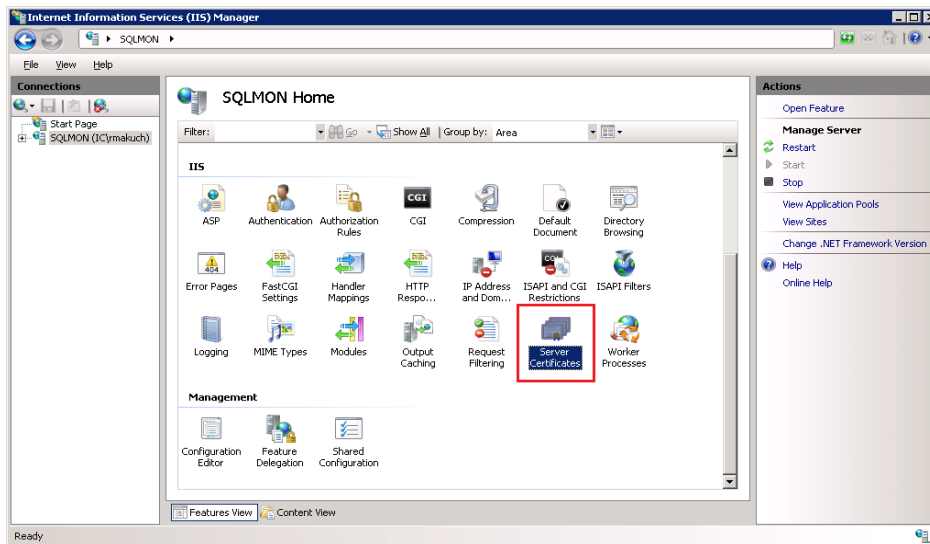 Internet Information Services (IIS) Manager
SQLMON
File View Help
Connections
Start Page
SQLMON (IC\rmakuch)
SQLMON Home
Filter: Go Show All Group by: Area
IIS
ASP Authentication Authorization Rules CGI Compression Default Document Directory Browsing
404
Error Pages FastCGI Settings Handler Mappings HTTP Respo... IP Address and Dom... ISAPI and CGI Restrictions ISAPI Filters
Logging MIME Types Modules Output Caching Request Filtering Server Certificates Worker Processes
Management
Configuration Editor Feature Delegation Shared Configuration
Features View Content View
Ready
Actions
Open Feature
Manage Server
Restart
Start
Stop
View Application Pools
View Sites
Change .NET Framework Version
Help
Online Help